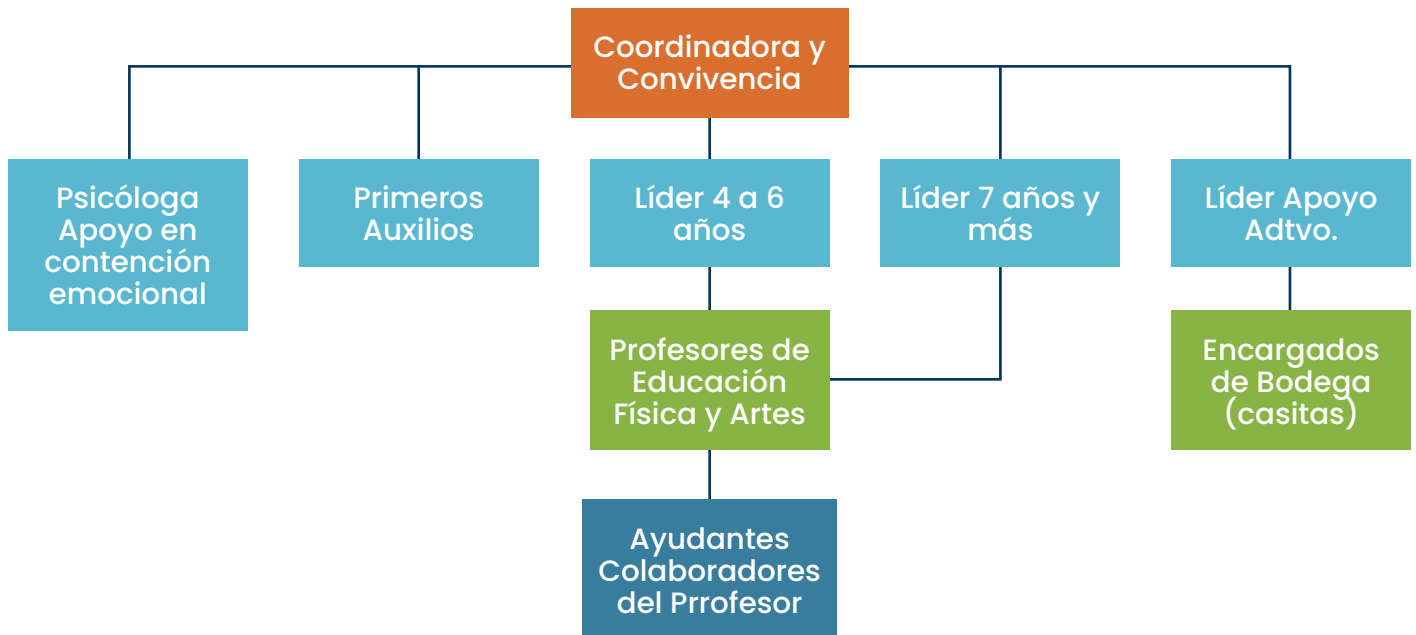 Coordinadora y
Convivencia
Psicóloga
Apoyo en
contención
emocional
Primeros
Auxilios
Líder 4 a 6
años
Líder 7 años y
más
Líder Apoyo
Adtvo.
Profesores de
Educación
Física y Artes
Encargados
de Bodega
(casitas)
Ayudantes
Colaboradores
del Prrofesor